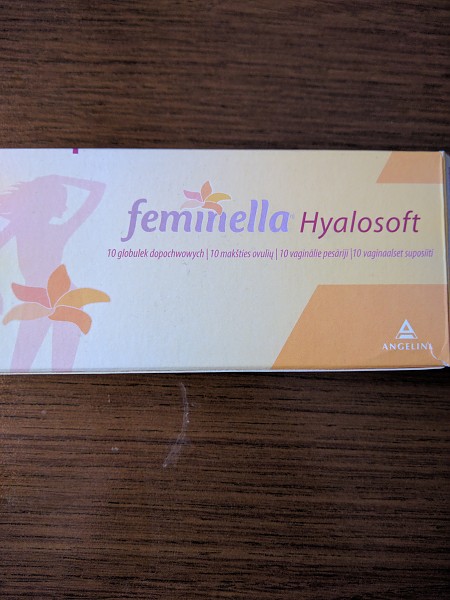 feminella Hyalosoft
10 globulek dopochwowych | 10 makšties ovulių | 10 vaginālie pesāriji | 10 vaginaalset suposiiti
ANGELINI